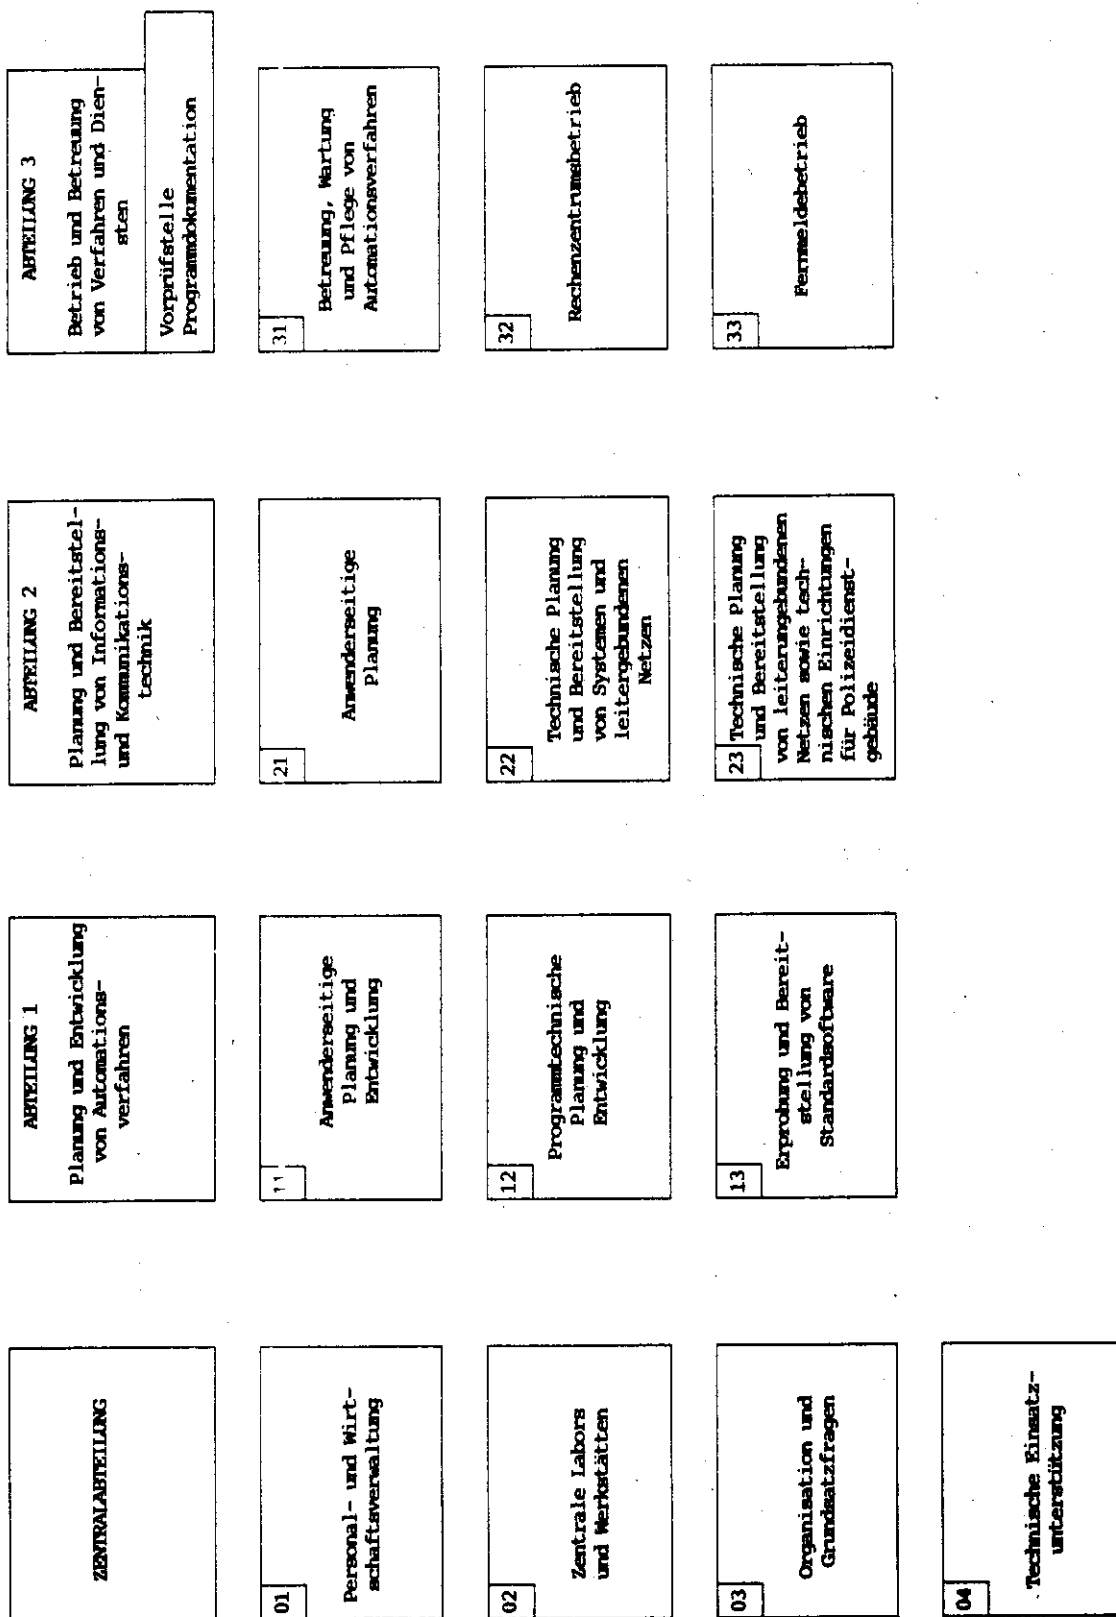 ZENTRALABTEILUNG
01
Personal- und Wirt-
schaftsverwaltung
02
Zentrale Labors
und Werkstätten
03
Organisation und
Grundsatzfragen
04
Technische Einsatz-
unterstützung
ABTEILUNG 1
Planung und Entwicklung
von Automations-
verfahren
11
Anwenderseitige
Planung und
Entwicklung
12
Programmtechnische
Planung und
Entwicklung
13
Erprobung und Bereit-
stellung von
Standardsoftware
ABTEILUNG 2
Planung und Bereitstel-
lung von Informations-
und Kommunikations-
technik
21
Anwenderseitige
Planung
22
Technische Planung
und Bereitstellung
von Systemen und
leitergebundenen
Netzen
23 Technische Planung
und Bereitstellung
von leiterungebundenen
Netzen sowie tech-
nischen Einrichtungen
für Polizeidienst-
gebäude
ABTEILUNG 3
Betrieb und Betreuung
von Verfahren und Dien-
sten
Vorprüfstelle
Programmdokumentation
31
Betreuung, Wartung
und Pflege von
Automationsverfahren
32
Rechenzentrumsbetrieb
33
Fernmeldebetrieb